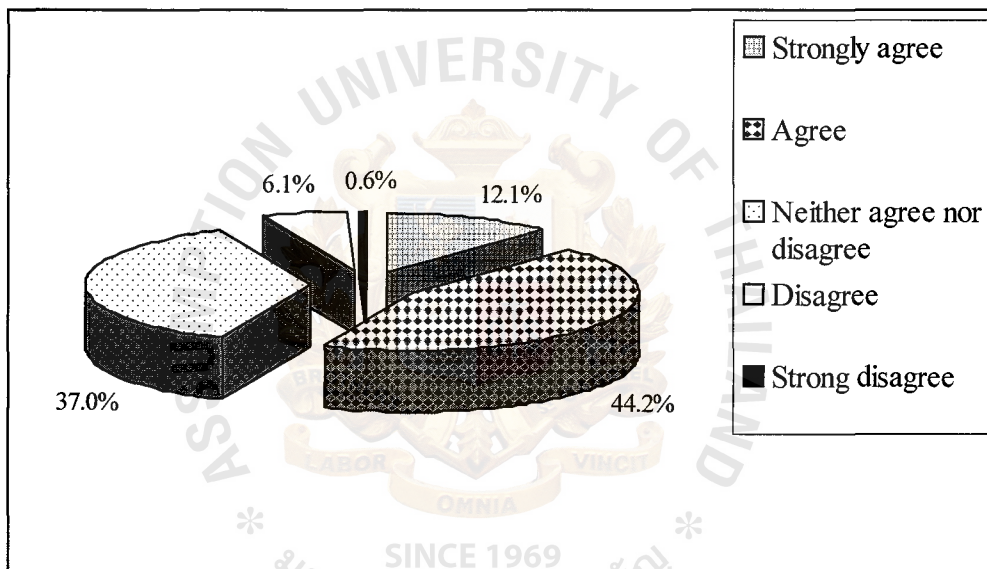 ASSUMPTION UNIVERSITY OF THAILAND
6.1%
0.6%
12.1%
37.0%
44.2%
Strongly agree
Agree
Neither agree nor
disagree
Disagree
Strong disagree
LABOR
VINCIT
OMNIA
SINCE 1969